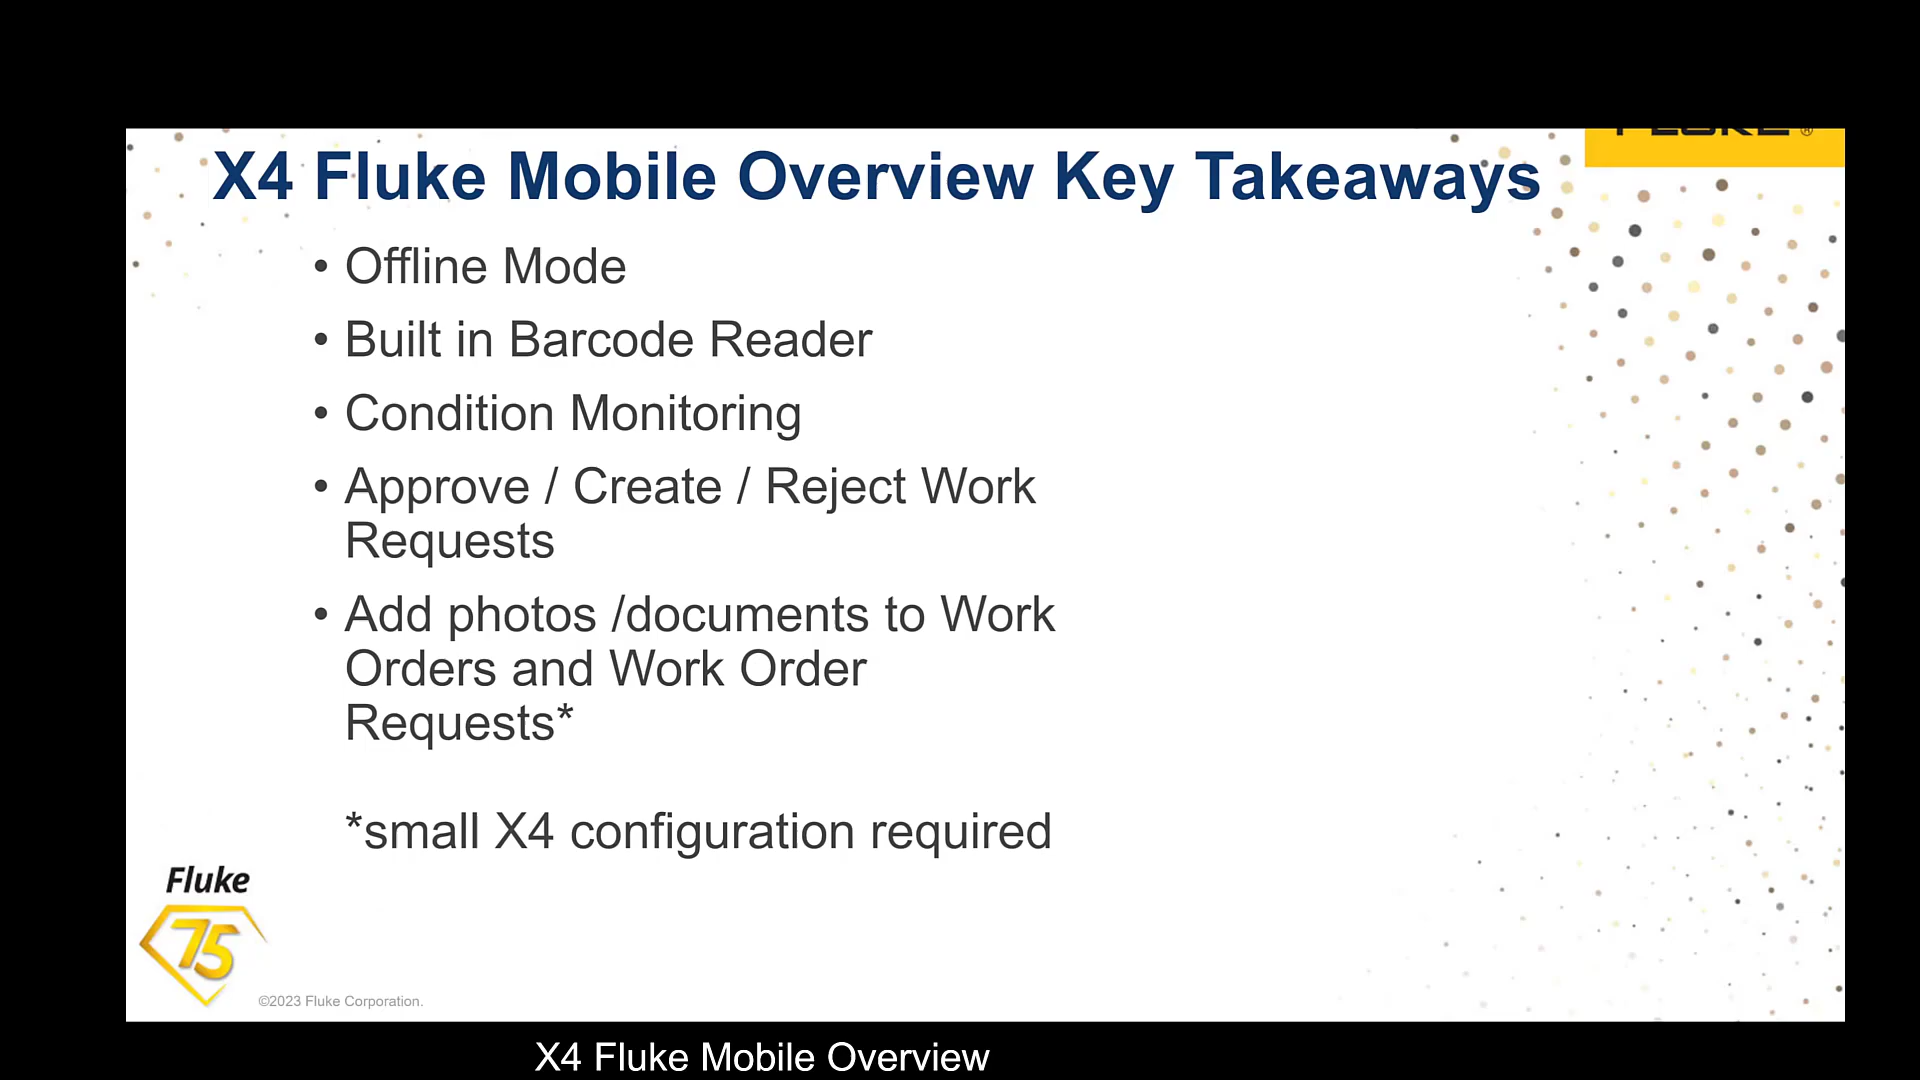 FLUKE ®
X4 Fluke Mobile Overview Key Takeaways
• Offline Mode
• Built in Barcode Reader
• Condition Monitoring
• Approve / Create / Reject Work
Requests
• Add photos /documents to Work
Orders and Work Order
Requests*
*small X4 configuration required
Fluke
75
©2023 Fluke Corporation.
X4 Fluke Mobile Overview